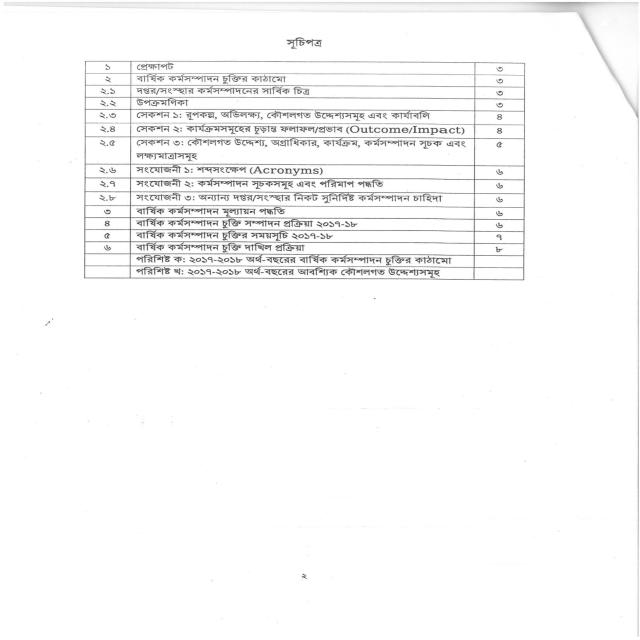 সূচিপত্র
১ প্রেক্ষাপট ৩
২ বার্ষিক কর্মসম্পাদন চুক্তির কাঠামো ৩
২.১ দপ্তর/সংস্থার কর্মসম্পাদনের সার্বিক চিত্র ৩
২.২ উপক্রমণিকা ৩
২.৩ সেকশন ১: রূপকল্প, অভিলক্ষ্য, কৌশলগত উদ্দেশ্যসমূহ এবং কার্যাবলি ৪
২.৪ সেকশন ২: কার্যক্রমসমূহের চূড়ান্ত ফলাফল/প্রভাব (Outcome/Impact) ৪
২.৫ সেকশন ৩: কৌশলগত উদ্দেশ্য, অগ্রাধিকার, কার্যক্রম, কর্মসম্পাদন সূচক এবং ৫
লক্ষ্যমাত্রাসমূহ
২.৬ সংযোজনী ১: শব্দসংক্ষেপ (Acronyms) ৬
২.৭ সংযোজনী ২: কর্মসম্পাদন সূচকসমূহ এবং পরিমাপ পদ্ধতি ৬
২.৮ সংযোজনী ৩: অন্যান্য দপ্তর/সংস্থার নিকট সুনির্দিষ্ট কর্মসম্পাদন চাহিদা ৬
৩ বার্ষিক কর্মসম্পাদন মূল্যায়ন পদ্ধতি ৬
৪ বার্ষিক কর্মসম্পাদন চুক্তি সম্পাদন প্রক্রিয়া ২০১৭-১৮ ৬
৫ বার্ষিক কর্মসম্পাদন চুক্তির সময়সূচি ২০১৭-১৮ ৭
৬ বার্ষিক কর্মসম্পাদন চুক্তি দাখিল প্রক্রিয়া ৮
পরিশিষ্ট ক: ২০১৭-২০১৮ অর্থ-বছরের বার্ষিক কর্মসম্পাদন চুক্তির কাঠামো
পরিশিষ্ট খ: ২০১৭-২০১৮ অর্থ-বছরের আবশ্যিক কৌশলগত উদ্দেশ্যসমূহ
২